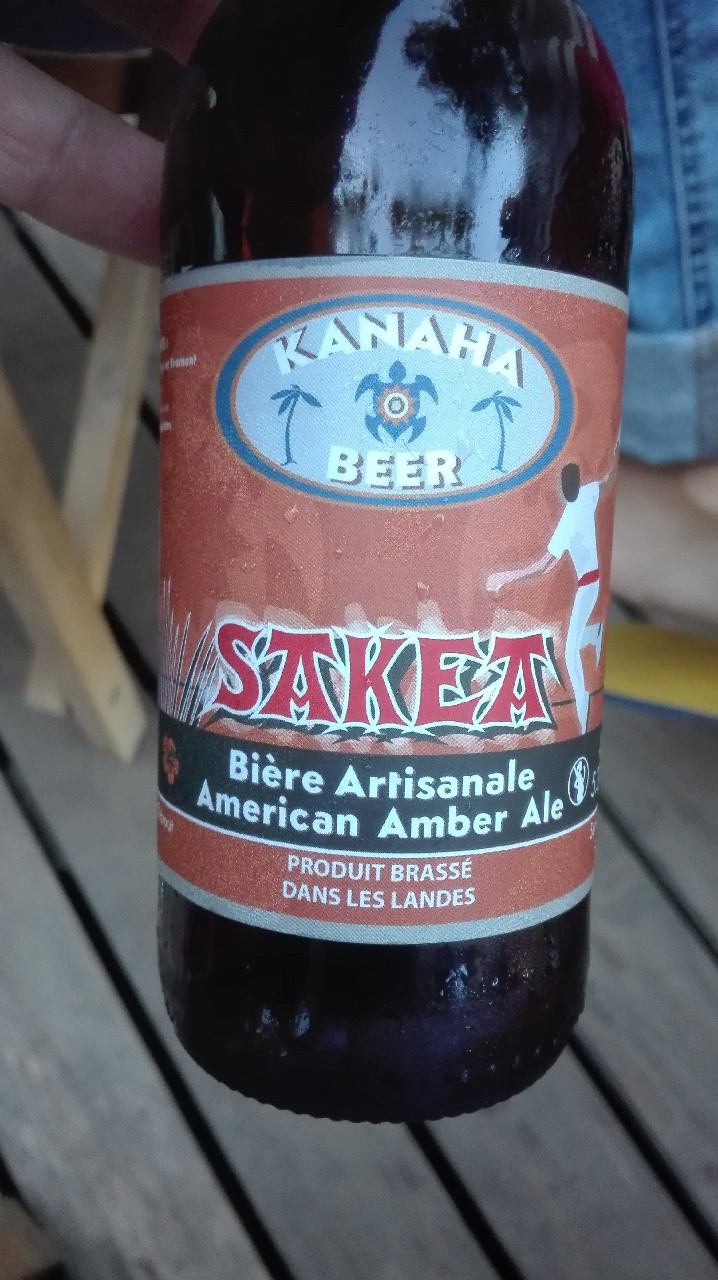 KANAHA
BEER
SAKEA
Bière Artisanale
American Amber Ale
PRODUIT BRASSÉ
DANS LES LANDES